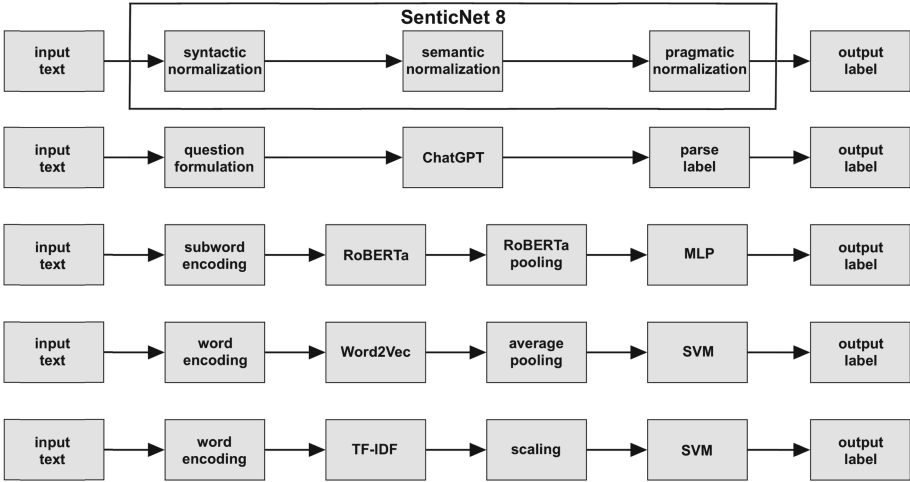 SenticNet 8
input text
syntactic normalization
semantic normalization
pragmatic normalization
output label
input text
question formulation
ChatGPT
parse label
output label
input text
subword encoding
RoBERTa
RoBERTa pooling
MLP
output label
input text
word encoding
Word2Vec
average pooling
SVM
output label
input text
word encoding
TF-IDF
scaling
SVM
output label